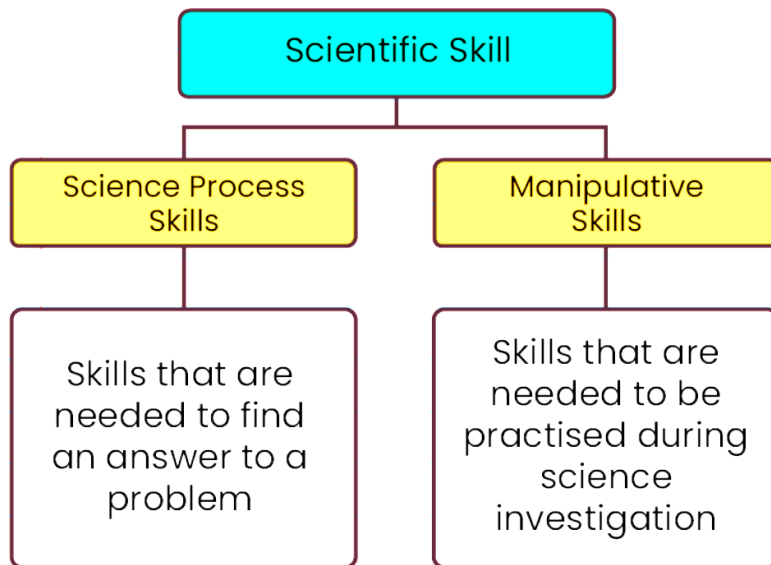 Scientific Skill
Science Process
Skills
Manipulative
Skills
Skills that are
needed to find
an answer to a
problem
Skills that are
needed to be
practised during
science
investigation